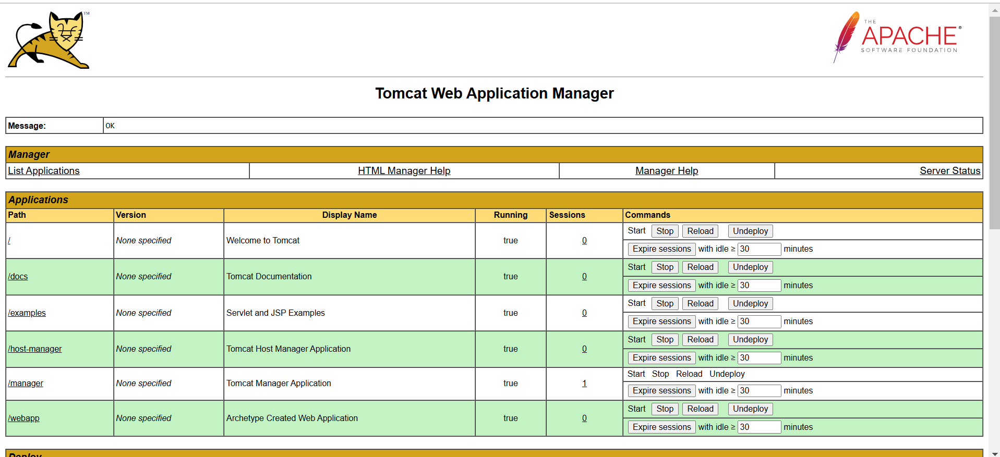 TM
THE
APACHE®
SOFTWARE FOUNDATION
Tomcat Web Application Manager
Message: OK
Manager
List Applications HTML Manager Help Manager Help Server Status
Applications
Path Version Display Name Running Sessions Commands
/ None specified Welcome to Tomcat true 0 Start Stop Reload Undeploy
Expire sessions with idle ≥ 30 minutes
/docs None specified Tomcat Documentation true 0 Start Stop Reload Undeploy
Expire sessions with idle ≥ 30 minutes
/examples None specified Servlet and JSP Examples true 0 Start Stop Reload Undeploy
Expire sessions with idle ≥ 30 minutes
/host-manager None specified Tomcat Host Manager Application true 0 Start Stop Reload Undeploy
Expire sessions with idle ≥ 30 minutes
/manager None specified Tomcat Manager Application true 1 Start Stop Reload Undeploy
Expire sessions with idle ≥ 30 minutes
/webapp None specified Archetype Created Web Application true 0 Start Stop Reload Undeploy
Expire sessions with idle ≥ 30 minutes
Deploy